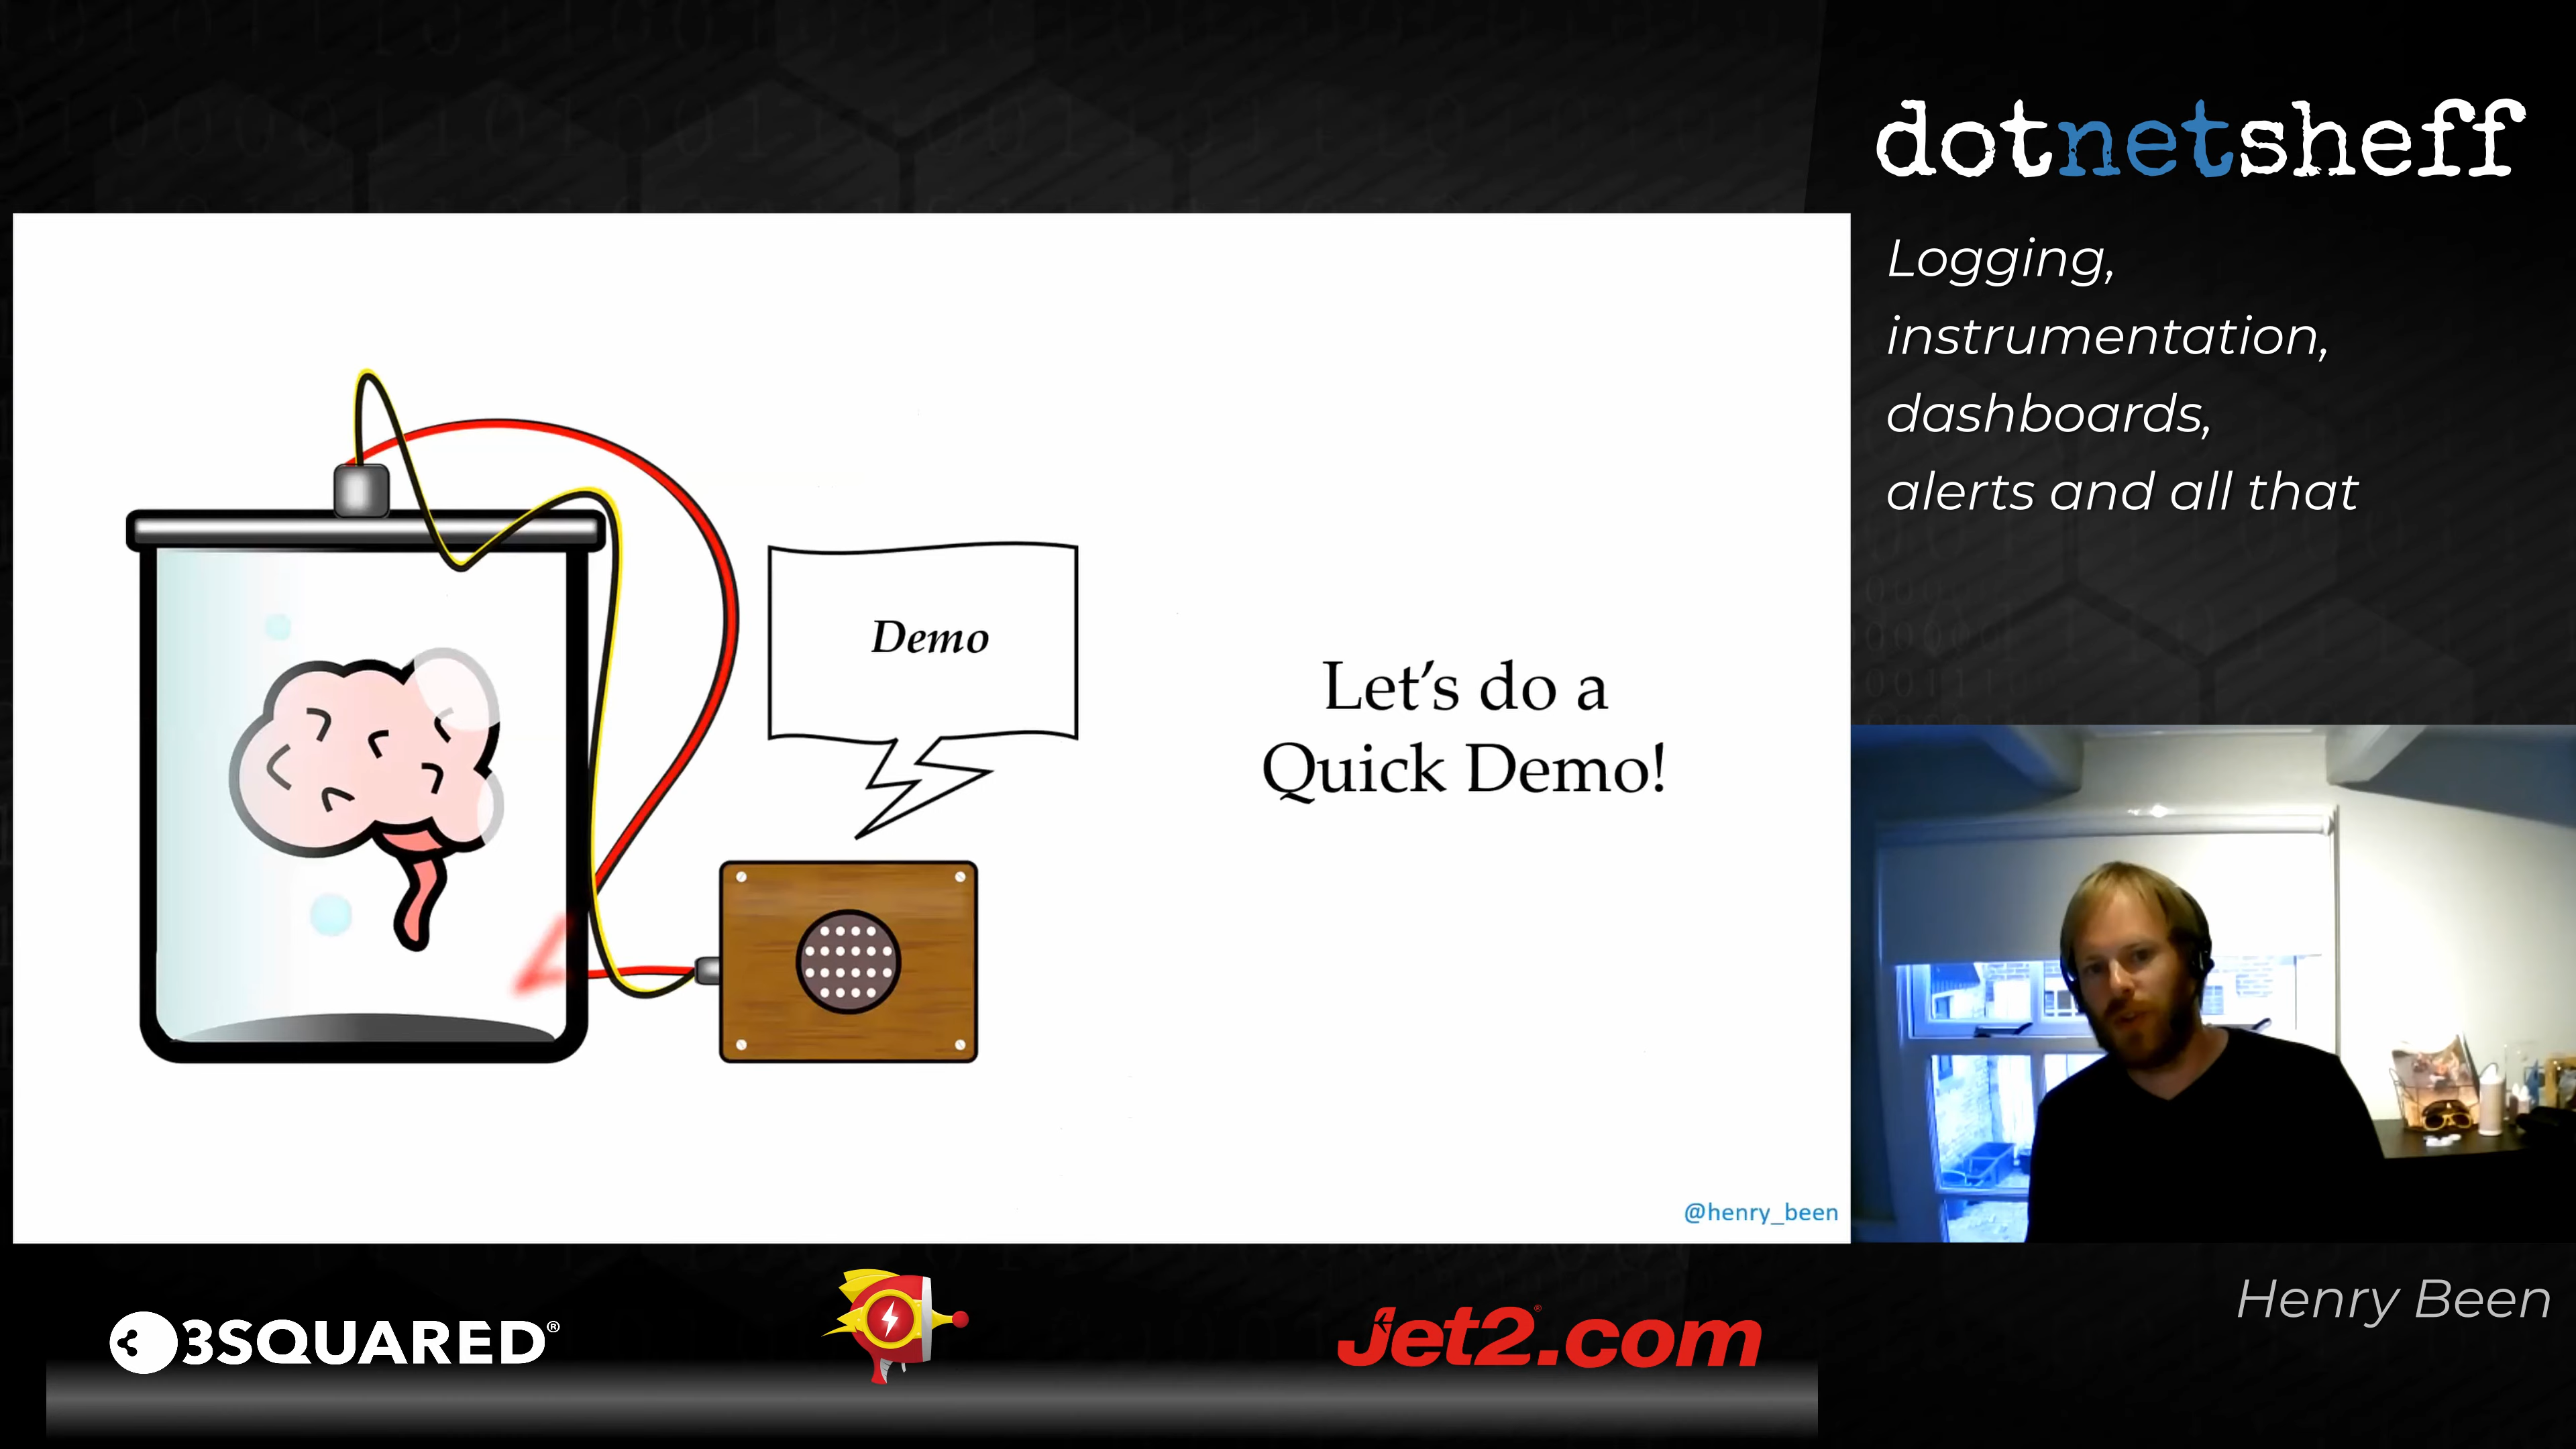 dotnetsheff
Logging,
instrumentation,
dashboards,
alerts and all that
Demo
Let's do a
Quick Demo!
@henry_been
Henry Been
3SQUARED®
Jet2.com®